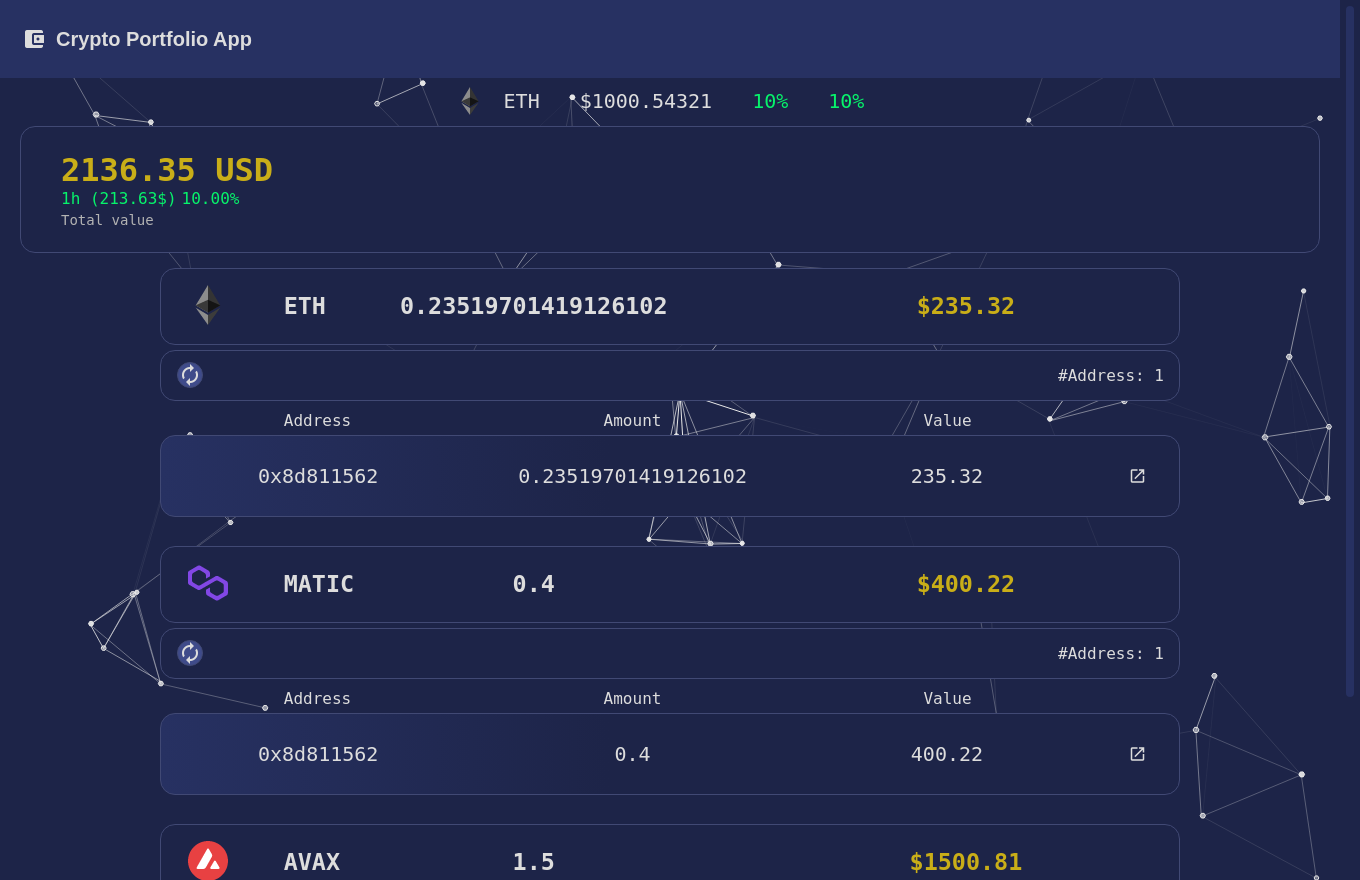 Crypto Portfolio App
ETH $1000.54321 10% 10%
2136.35 USD
1h (213.63$) 10.00%
Total value
ETH 0.23519701419126102 $235.32
#Address: 1
Address Amount Value
0x8d811562 0.23519701419126102 235.32
MATIC 0.4 $400.22
#Address: 1
Address Amount Value
0x8d811562 0.4 400.22
AVAX 1.5 $1500.81